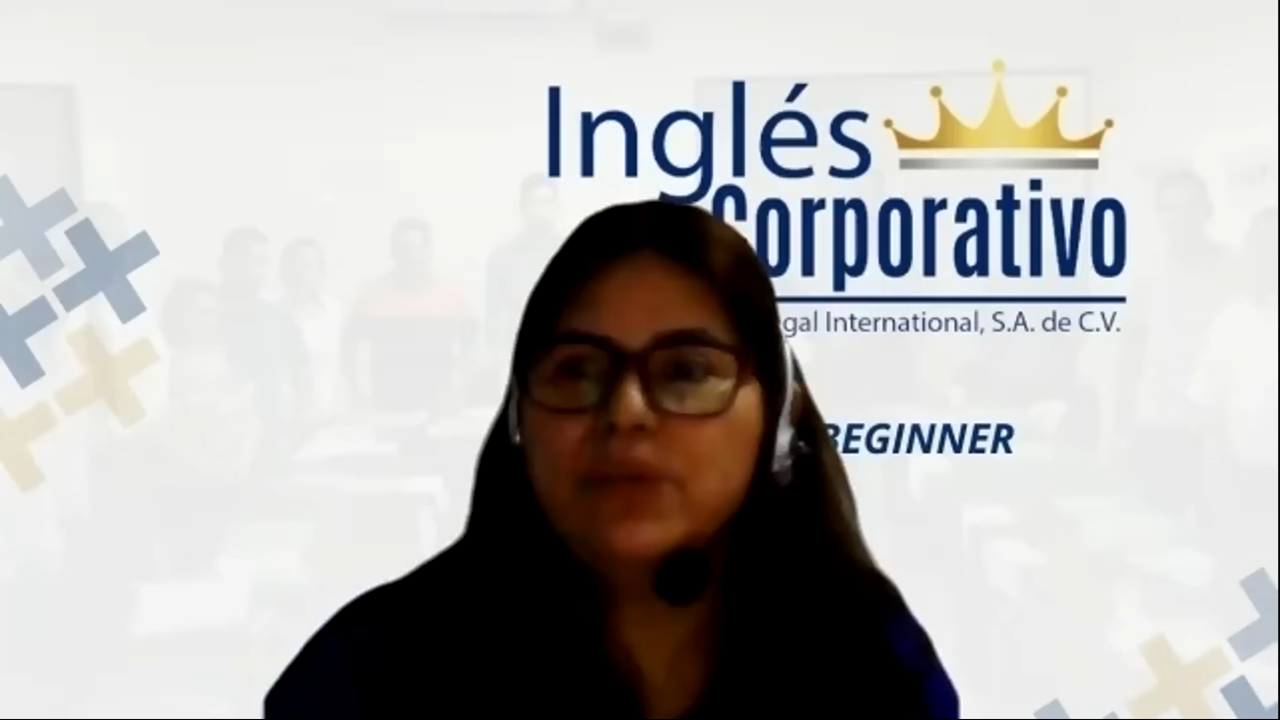 Inglés
Corporativo
International, S.A. de C.V.
BEGINNER